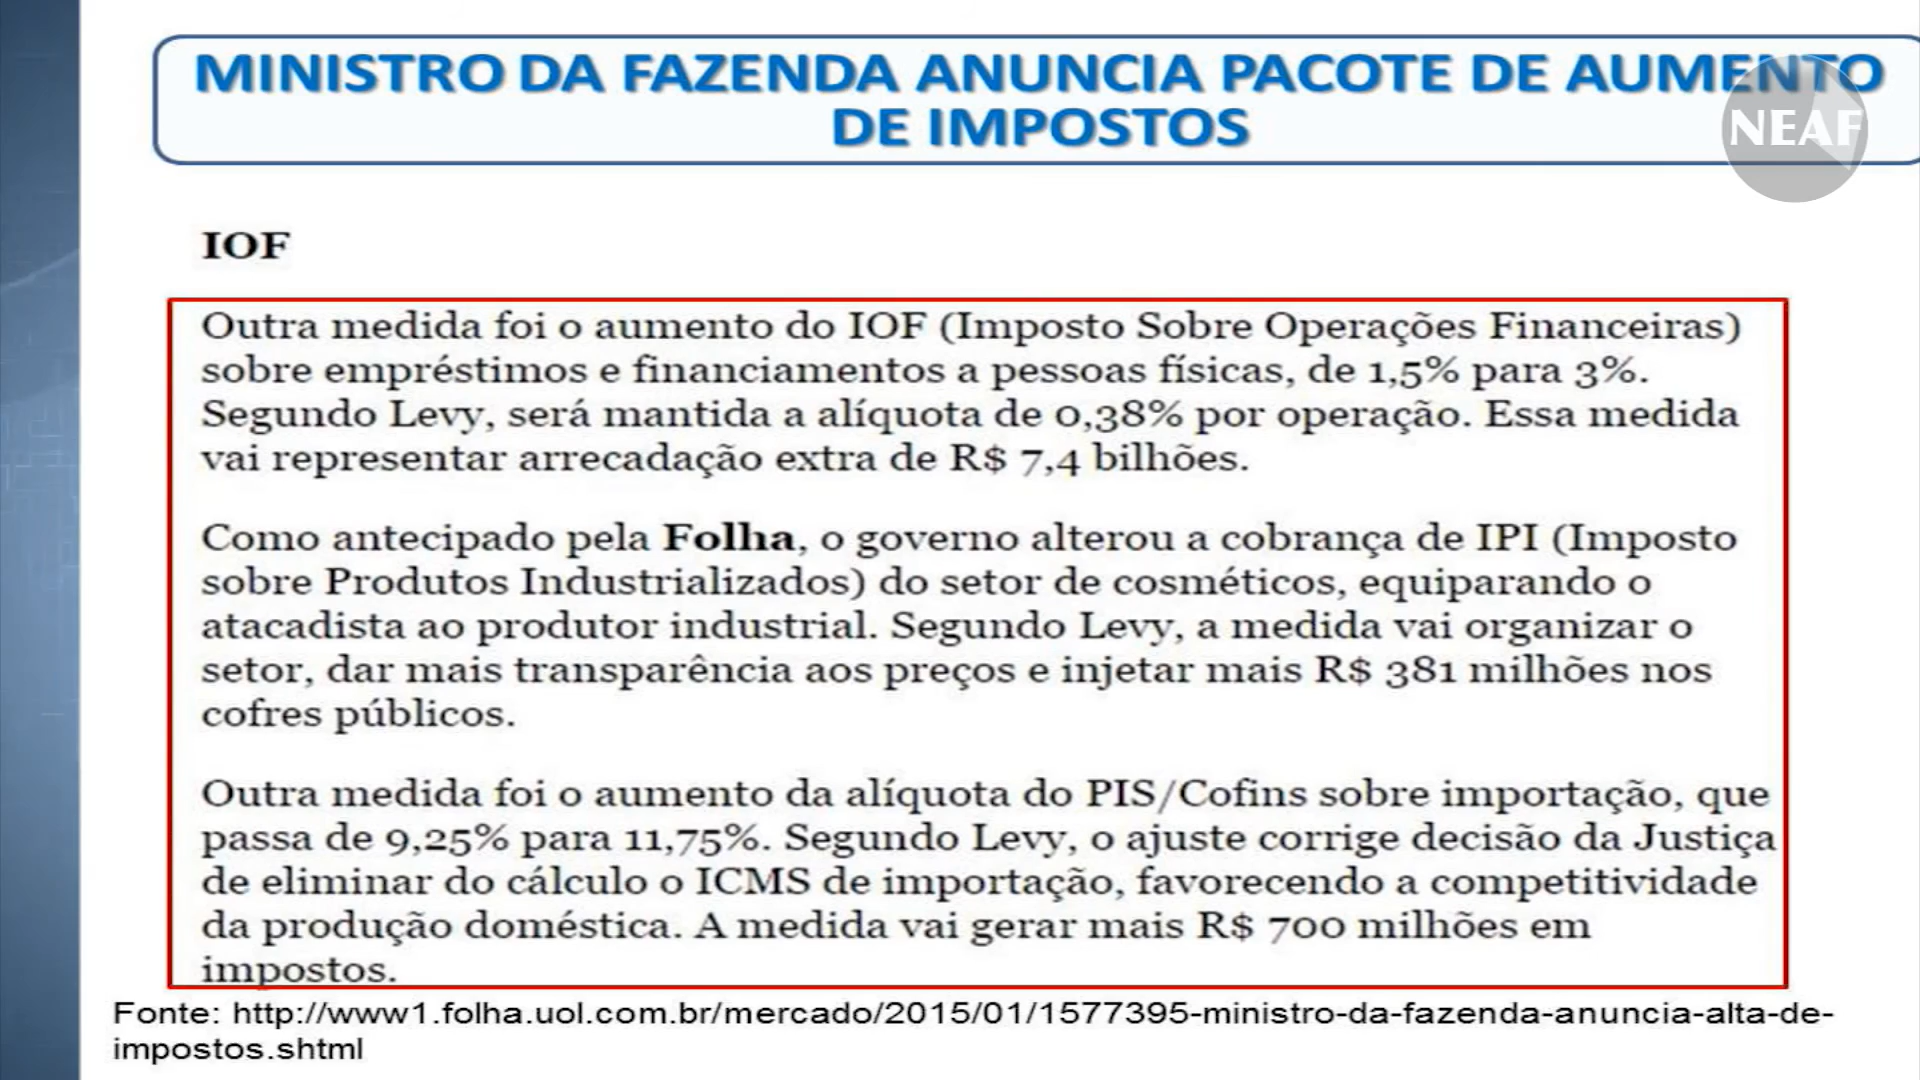 MINISTRO DA FAZENDA ANUNCIA PACOTE DE AUMENTO
DE IMPOSTOS
NEAF
IOF
Outra medida foi o aumento do IOF (Imposto Sobre Operações Financeiras)
sobre empréstimos e financiamentos a pessoas físicas, de 1,5% para 3%.
Segundo Levy, será mantida a alíquota de 0,38% por operação. Essa medida
vai representar arrecadação extra de R$ 7,4 bilhões.
Como antecipado pela Folha, o governo alterou a cobrança de IPI (Imposto
sobre Produtos Industrializados) do setor de cosméticos, equiparando o
atacadista ao produtor industrial. Segundo Levy, a medida vai organizar o
setor, dar mais transparência aos preços e injetar mais R$ 381 milhões nos
cofres públicos.
Outra medida foi o aumento da alíquota do PIS/Cofins sobre importação, que
passa de 9,25% para 11,75%. Segundo Levy, o ajuste corrige decisão da Justiça
de eliminar do cálculo o ICMS de importação, favorecendo a competitividade
da produção doméstica. A medida vai gerar mais R$ 700 milhões em
impostos.
Fonte: http://www1.folha.uol.com.br/mercado/2015/01/1577395-ministro-da-fazenda-anuncia-alta-de-
impostos.shtml